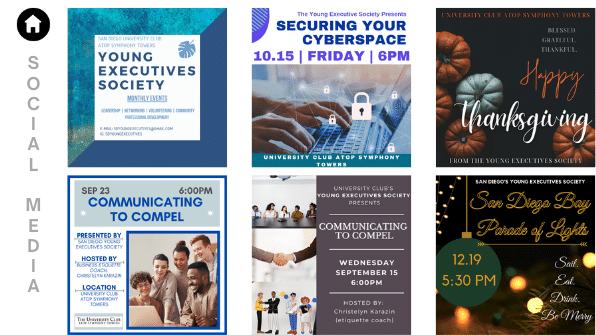 SOCIAL MEDIA
SAN DIEGO UNIVERSITY CLUB
ATOP SYMPHONY TOWERS
YOUNG
EXECUTIVES
SOCIETY
MONTHLY EVENTS
LEADERSHIP | NETWORKING | VOLUNTEERING | COMMUNITY
PROFESSIONAL DEVELOPMENT
The Young Executive Society Presents
SECURING YOUR
CYBERSPACE
10.15 | FRIDAY | 6PM
UNIVERSITY CLUB ATOP SYMPHONY
TOWERS
UNIVERSITY CLUB ATOP SYMPHONY TOWERS
BLESSED,
GRATEFUL,
THANKFUL,
Happy
Thanksgiving
FROM THE YOUNG EXECUTIVES SOCIETY
SEP 23 6:00PM
COMMUNICATING
TO COMPEL
PRESENTED BY
SAN DIEGO YOUNG
EXECUTIVES SOCIETY
HOSTED BY
BUSINESS ETIQUETTE
COACH,
CHRISTELYN KARAZIN
LOCATION
UNIVERSITY CLUB
ATOP SYMPHONY
TOWERS
The University Club
UNIVERSITY CLUB'S
YOUNG EXECUTIVES SOCIETY
PRESENTS
COMMUNICATING
TO COMPEL
WEDNESDAY
SEPTEMBER 15
6:00PM
HOSTED BY:
Christelyn Karazin
(etiquette coach)
SAN DIEGO'S YOUNG EXECUTIVES SOCIETY
San Diego Bay
Parade of Lights
12.19
5:30 PM
Sail,
Eat,
Drink,
Be Merry